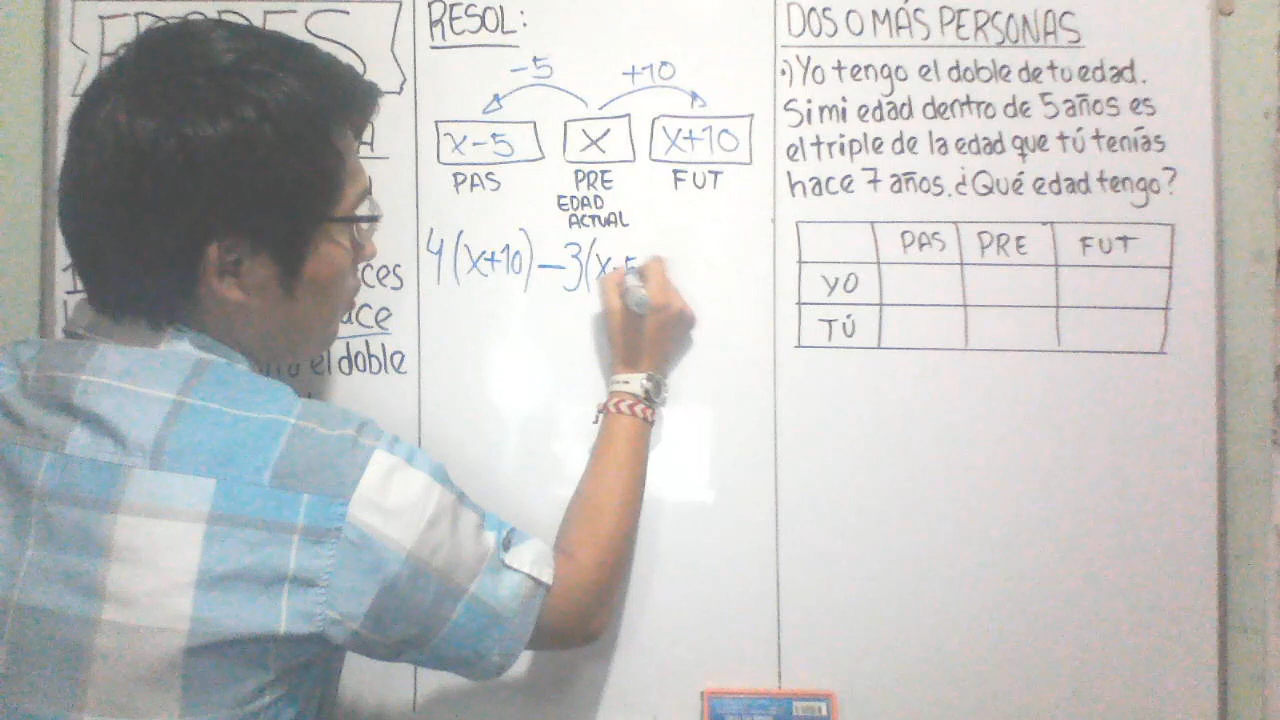 RESOL:
-5 +10
x-5 x x+10
PAS PRE FUT
EDAD
ACTUAL
4(x+10)-3(x-5
el doble
DOS O MÁS PERSONAS
•) Yo tengo el doble de tu edad.
Si mi edad dentro de 5 años es
el triple de la edad que tú tenías
hace 7 años. ¿Qué edad tengo?
PAS PRE FUT
YO
TÚ